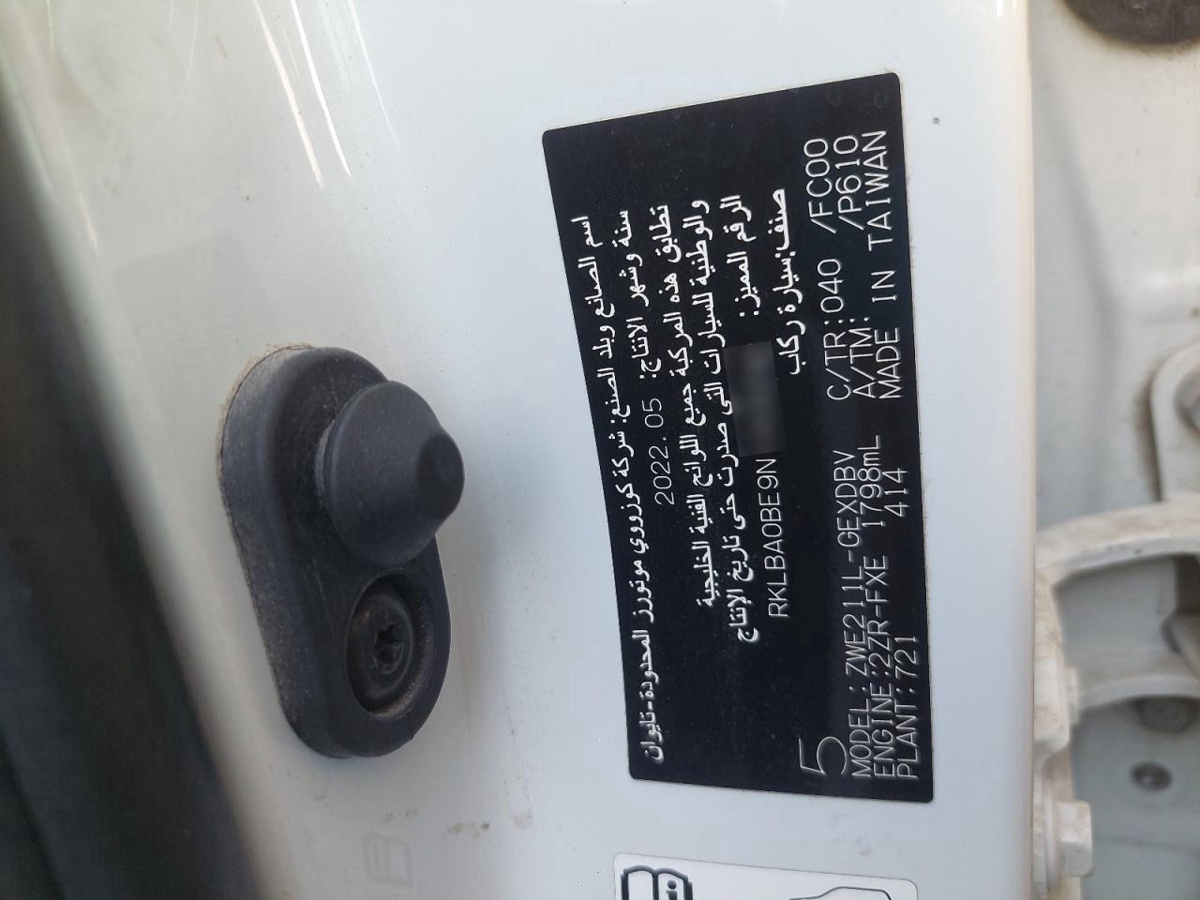 اسم الصانع وبلد الصنع: شركة كوزووي موتورز المحدودة-تايوان
سنة وشهر الانتاج: 2022.05
تطابق هذه المركبة جميع اللوائح الفنية الخليجية
والوطنية للسيارات التي صدرت حتى تاريخ الإنتاج
الرقم المميز:
RKLBA0BE9N
صنف:سيارة ركاب
5
MODEL:ZWE211L-GEXDBV C/TR:040 /FC00
ENGINE:2ZR-FXE 1798mL A/TM: /P610
PLANT:721 414 MADE IN TAIWAN
B